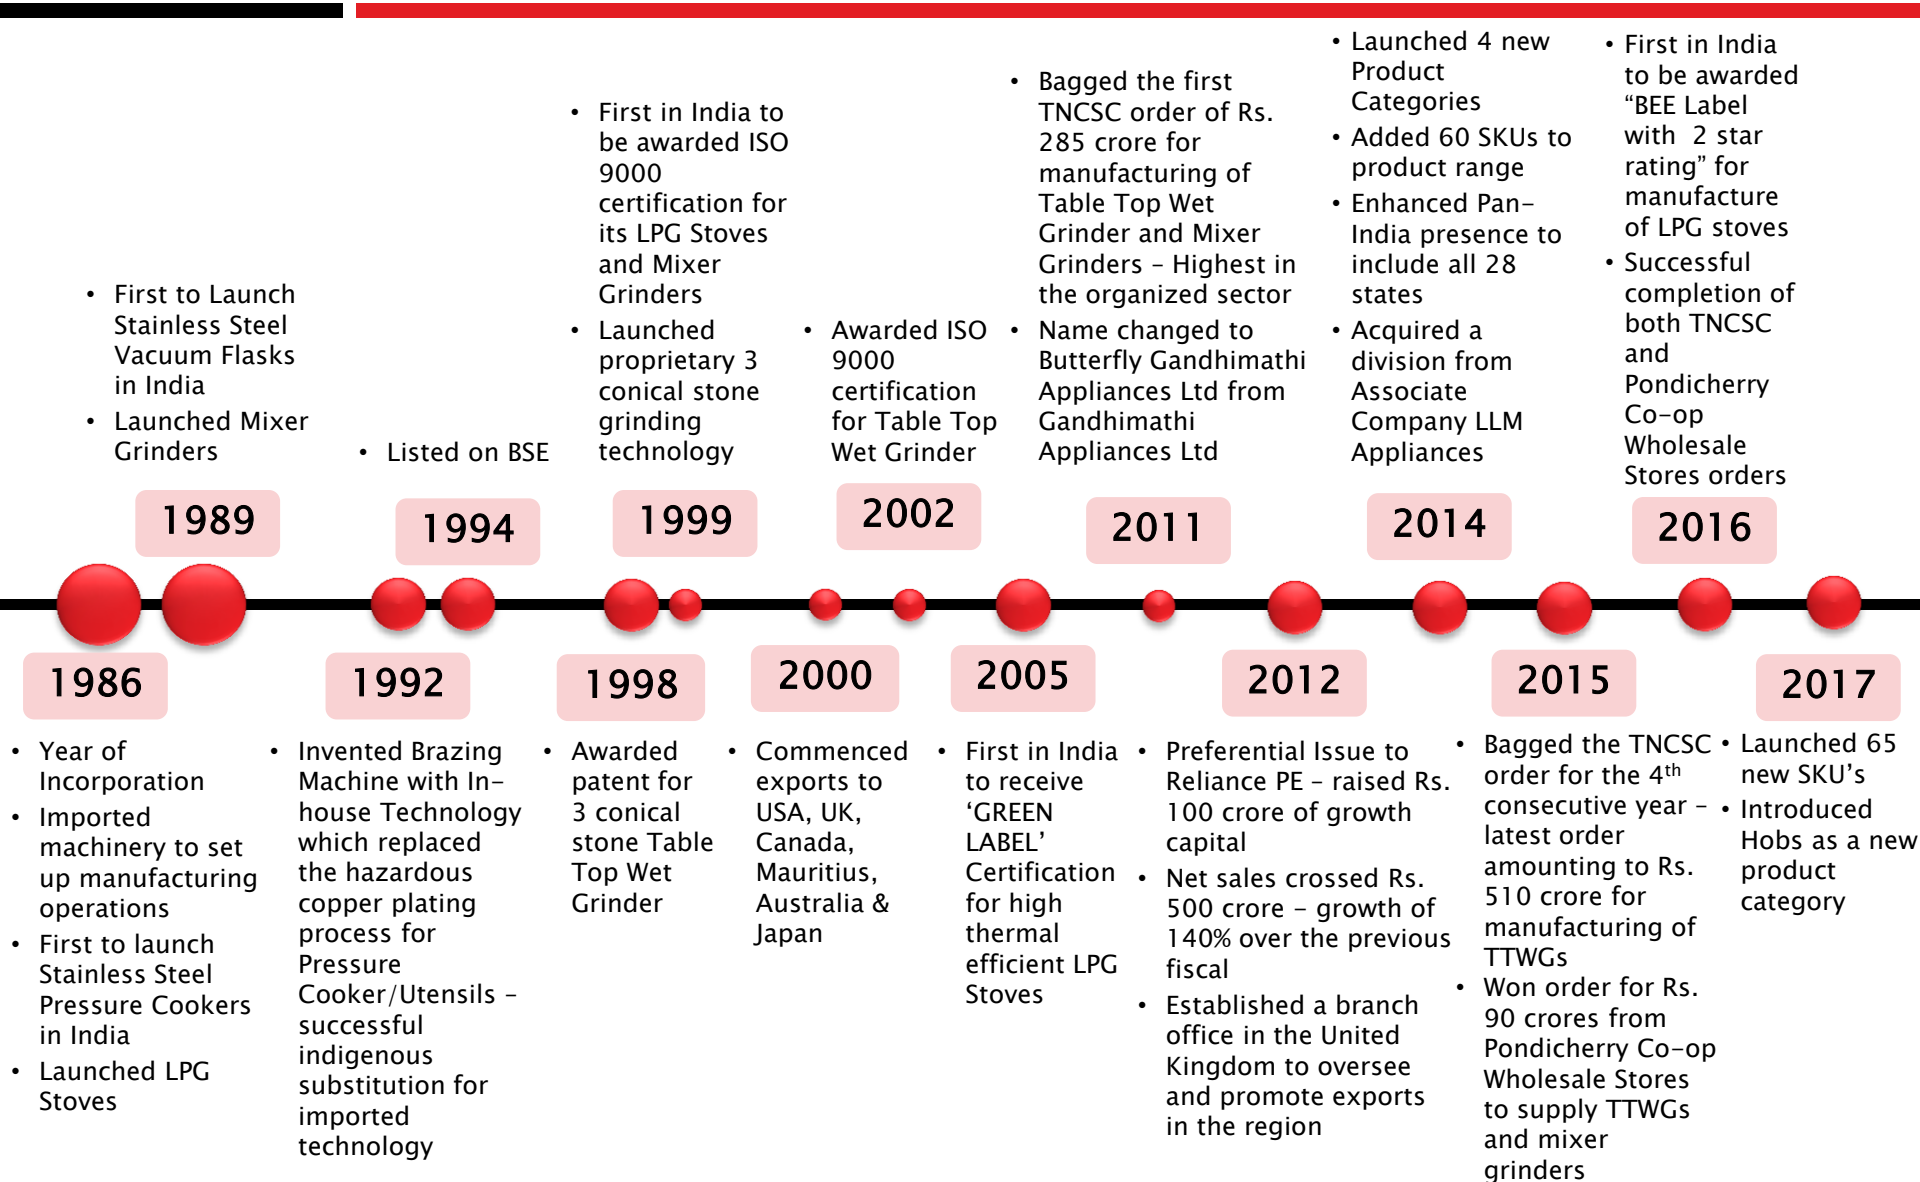 • First to Launch
Stainless Steel
Vacuum Flasks
in India
• Launched Mixer
Grinders
1989
• Listed on BSE
1994
• First in India to
be awarded ISO
9000
certification for
its LPG Stoves
and Mixer
Grinders
• Launched
proprietary 3
conical stone
grinding
technology
1999
• Awarded ISO
9000
certification
for Table Top
Wet Grinder
2002
• Bagged the first
TNCSC order of Rs.
285 crore for
manufacturing of
Table Top Wet
Grinder and Mixer
Grinders – Highest in
the organized sector
• Name changed to
Butterfly Gandhimathi
Appliances Ltd from
Gandhimathi
Appliances Ltd
2011
• Launched 4 new
Product
Categories
• Added 60 SKUs to
product range
• Enhanced Pan-
India presence to
include all 28
states
• Acquired a
division from
Associate
Company LLM
Appliances
2014
• First in India
to be awarded
“BEE Label
with 2 star
rating” for
manufacture
of LPG stoves
• Successful
completion of
both TNCSC
and
Pondicherry
Co-op
Wholesale
Stores orders
2016
1986
• Year of
Incorporation
• Imported
machinery to set
up manufacturing
operations
• First to launch
Stainless Steel
Pressure Cookers
in India
• Launched LPG
Stoves
1992
• Invented Brazing
Machine with In-
house Technology
which replaced
the hazardous
copper plating
process for
Pressure
Cooker/Utensils –
successful
indigenous
substitution for
imported
technology
1998
• Awarded
patent for
3 conical
stone Table
Top Wet
Grinder
2000
• Commenced
exports to
USA, UK,
Canada,
Mauritius,
Australia &
Japan
2005
• First in India
to receive
‘GREEN
LABEL’
Certification
for high
thermal
efficient LPG
Stoves
2012
• Preferential Issue to
Reliance PE – raised Rs.
100 crore of growth
capital
• Net sales crossed Rs.
500 crore – growth of
140% over the previous
fiscal
• Established a branch
office in the United
Kingdom to oversee
and promote exports
in the region
2015
• Bagged the TNCSC
order for the 4th
consecutive year –
latest order
amounting to Rs.
510 crore for
manufacturing of
TTWGs
• Won order for Rs.
90 crores from
Pondicherry Co-op
Wholesale Stores
to supply TTWGs
and mixer
grinders
2017
• Launched 65
new SKU’s
• Introduced
Hobs as a new
product
category